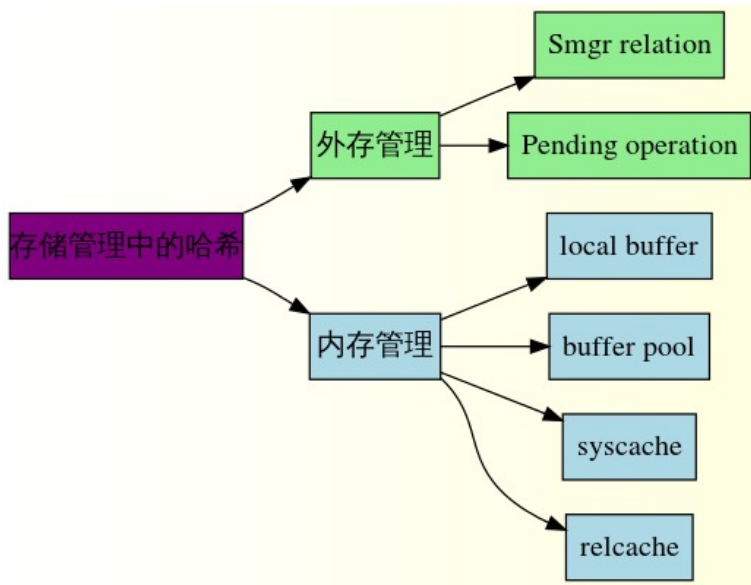 Smgr relation
外存管理
Pending operation
存储管理中的哈希
local buffer
内存管理
buffer pool
syscache
relcache